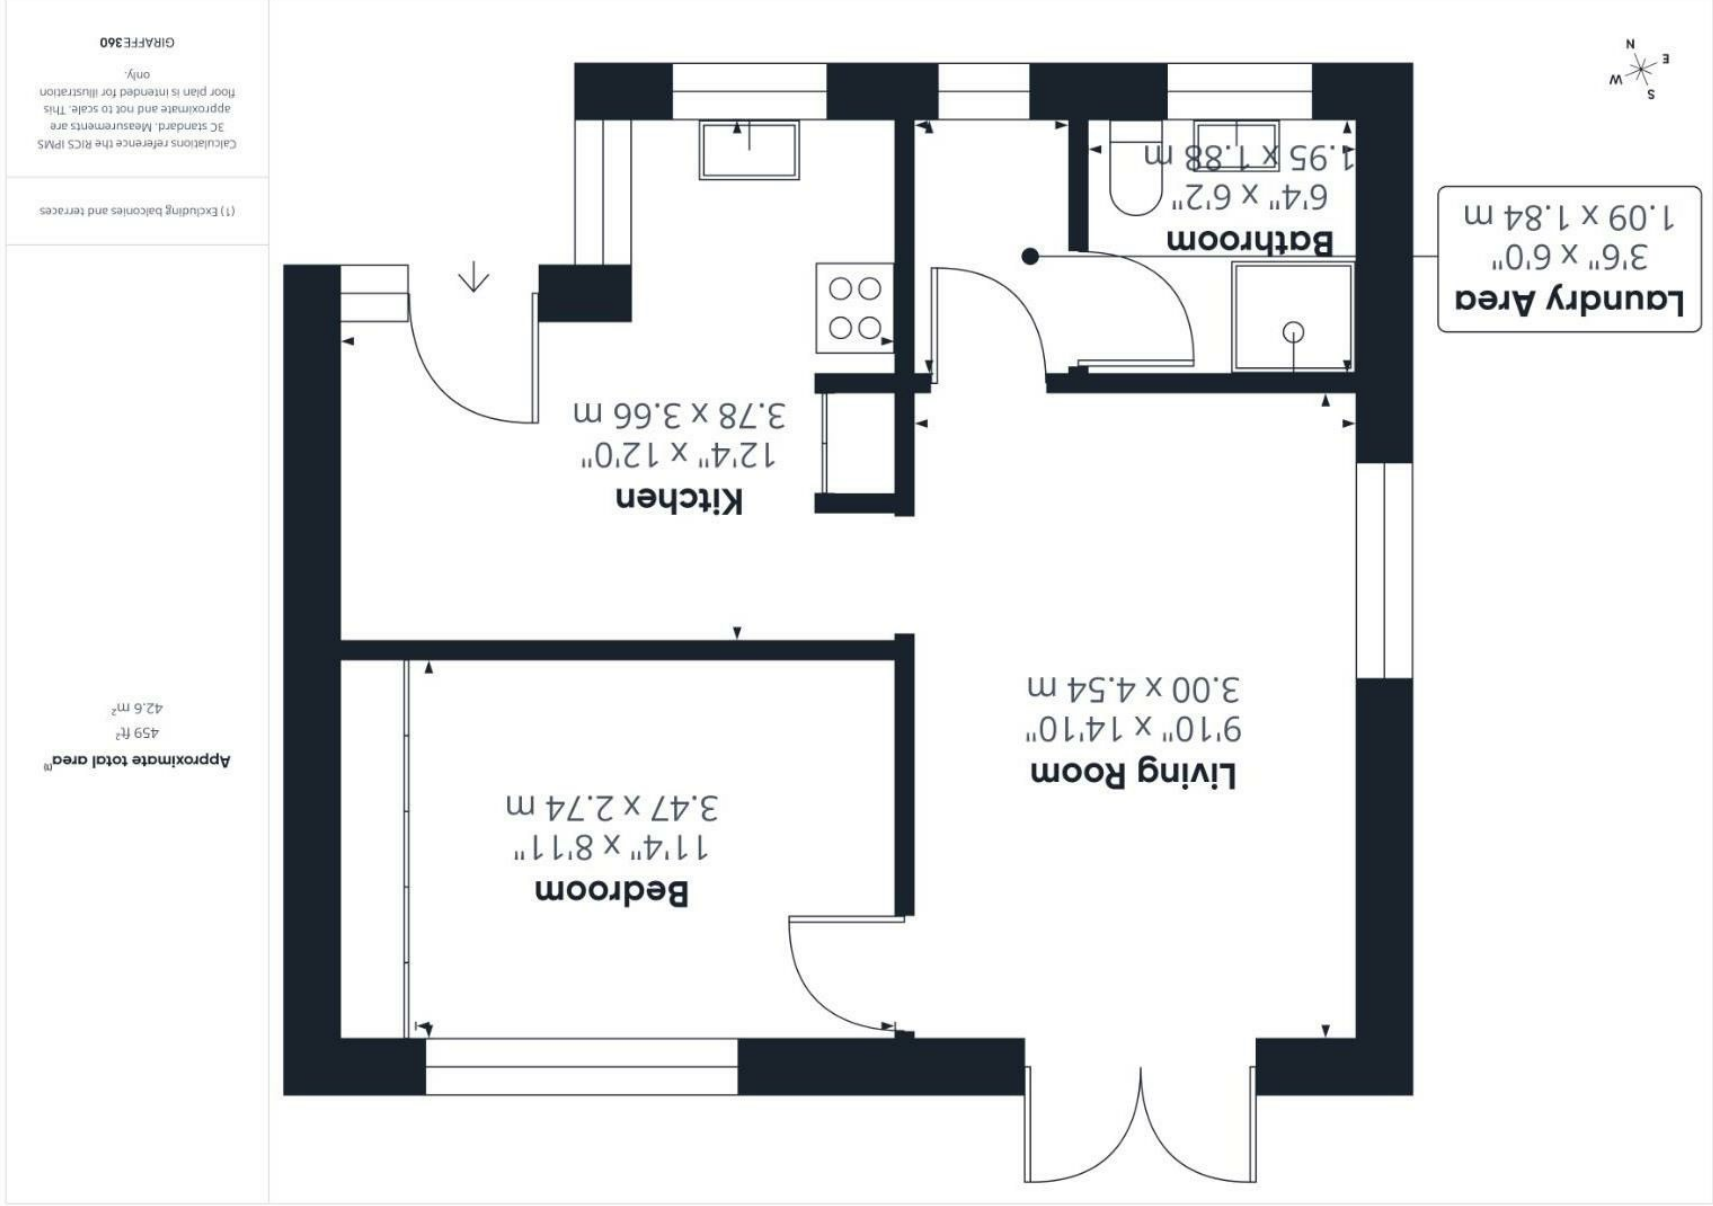 Living Room
9'10" x 14'10"
3.00 x 4.54 m
Bedroom
11'4" x 8'11"
3.47 x 2.74 m
Kitchen
12'4" x 12'0"
3.78 x 3.66 m
Laundry Area
3'6" x 6'0"
1.09 x 1.84 m
Bathroom
6'4" x 6'2"
1.95 x 1.88 m
S
W
E
N
Approximate total area(1)
459 ft²
42.6 m²
(1) Excluding balconies and terraces
Calculations reference the RICS IPMS
3C standard. Measurements are
approximate and not to scale. This
floor plan is intended for illustration
only.
GIRAFFE360